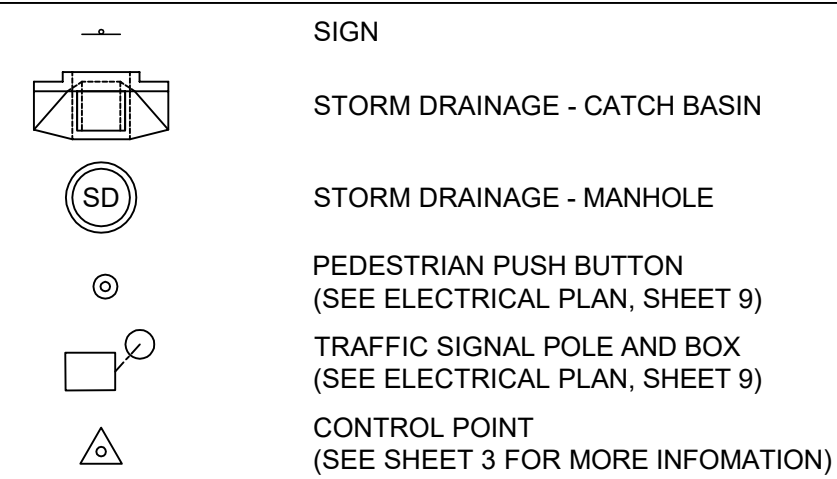 SIGN
STORM DRAINAGE - CATCH BASIN
SD STORM DRAINAGE - MANHOLE
PEDESTRIAN PUSH BUTTON
(SEE ELECTRICAL PLAN, SHEET 9)
TRAFFIC SIGNAL POLE AND BOX
(SEE ELECTRICAL PLAN, SHEET 9)
CONTROL POINT
(SEE SHEET 3 FOR MORE INFOMATION)